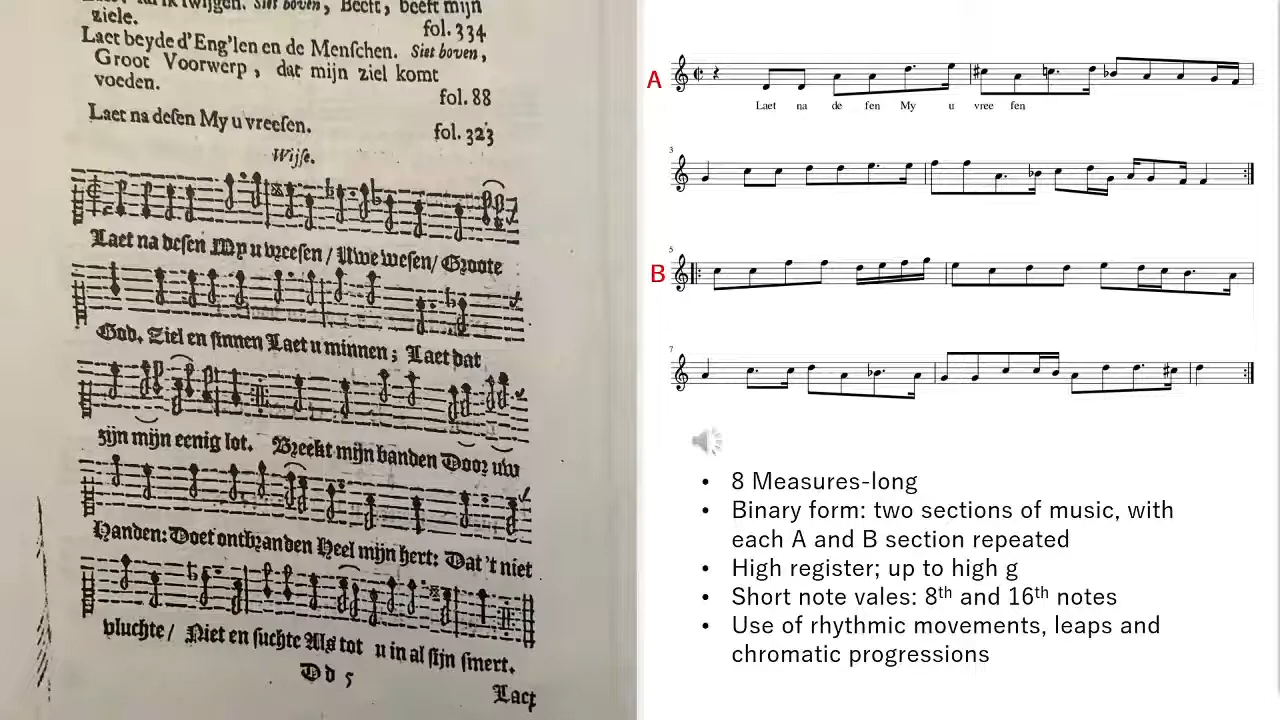 ziele.
fol. 334
Laet beyde d'Eng'len en de Menſchen. Siet boven,
Groot Voorwerp, dat mijn ziel komt
voeden.
fol. 88
Laet na deſen My u vreeſen.
fol. 323
Wijſe.
Laet na deſen My u vreeſen / Uwe weſen / Groote
God. Ziel en ſinnen Laet u minnen; Laet dat
zijn mijn eenig lot. Breekt mijn banden Door uw
Handen: Doet ontbranden Heel mijn hert: Dat 't niet
vluchte / Niet en ſuchte Als tot u in al ſijn ſmert.
Dd 5
Laet
A
Laet na de fen My u vree fen
3
5
B
7
• 8 Measures-long
• Binary form: two sections of music, with
each A and B section repeated
• High register; up to high g
• Short note vales: 8th and 16th notes
• Use of rhythmic movements, leaps and
chromatic progressions